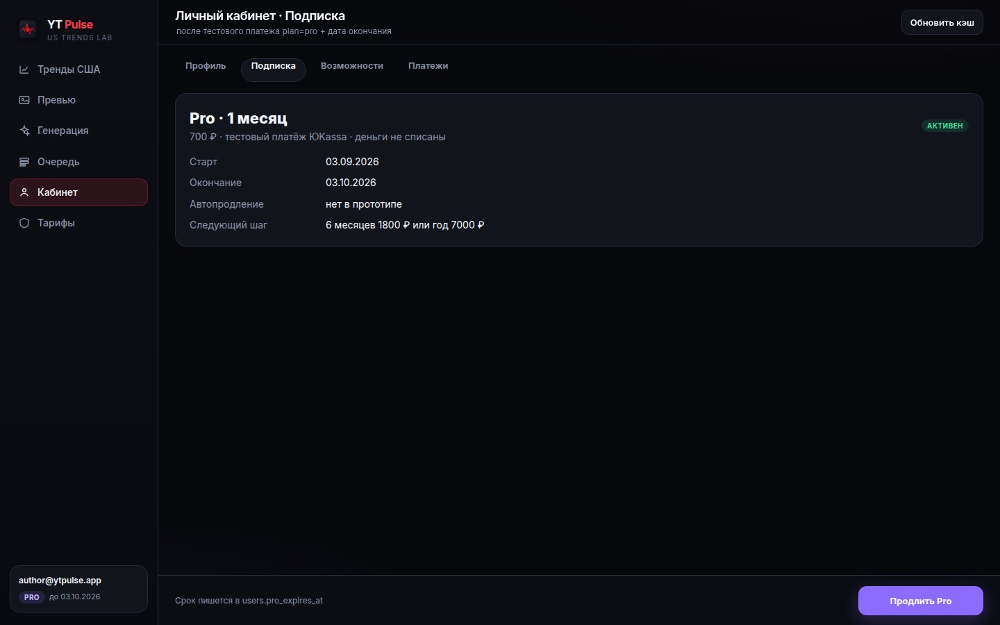 YT Pulse
US TRENDS LAB
Тренды США
Превью
Генерация
Очередь
Кабинет
Тарифы
author@ytpulse.app
PRO до 03.10.2026
Личный кабинет · Подписка
после тестового платежа plan=pro + дата окончания
Обновить кэш
Профиль Подписка Возможности Платежи
Pro · 1 месяц
700 ₽ · тестовый платёж ЮKassa · деньги не списаны
АКТИВЕН
Старт 03.09.2026
Окончание 03.10.2026
Автопродление нет в прототипе
Следующий шаг 6 месяцев 1800 ₽ или год 7000 ₽
Срок пишется в users.pro_expires_at
Продлить Pro